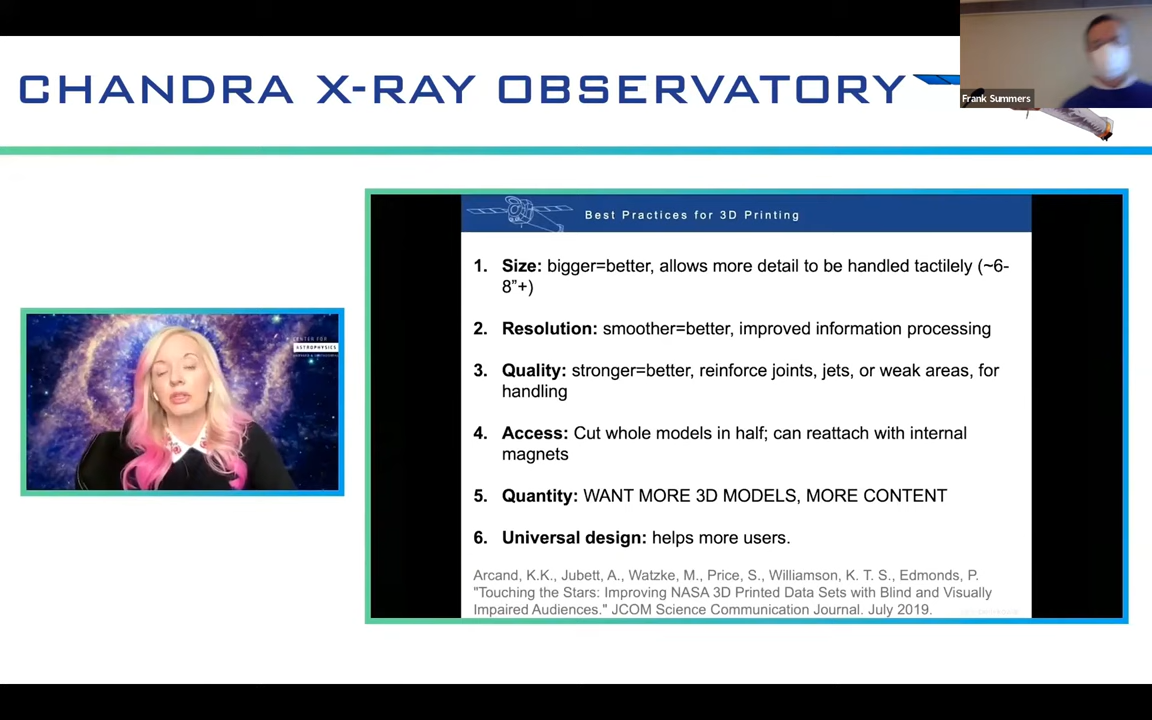 CHANDRA X-RAY OBSERVATORY
Frank Summers
Best Practices for 3D Printing
1. Size: bigger=better, allows more detail to be handled tactilely (~6-
8”+)
2. Resolution: smoother=better, improved information processing
3. Quality: stronger=better, reinforce joints, jets, or weak areas, for
handling
4. Access: Cut whole models in half; can reattach with internal
magnets
5. Quantity: WANT MORE 3D MODELS, MORE CONTENT
6. Universal design: helps more users.
Arcand, K.K., Jubett, A., Watzke, M., Price, S., Williamson, K. T. S., Edmonds, P.
"Touching the Stars: Improving NASA 3D Printed Data Sets with Blind and Visually
Impaired Audiences." JCOM Science Communication Journal. July 2019.
CENTER FOR
ASTROPHYSICS